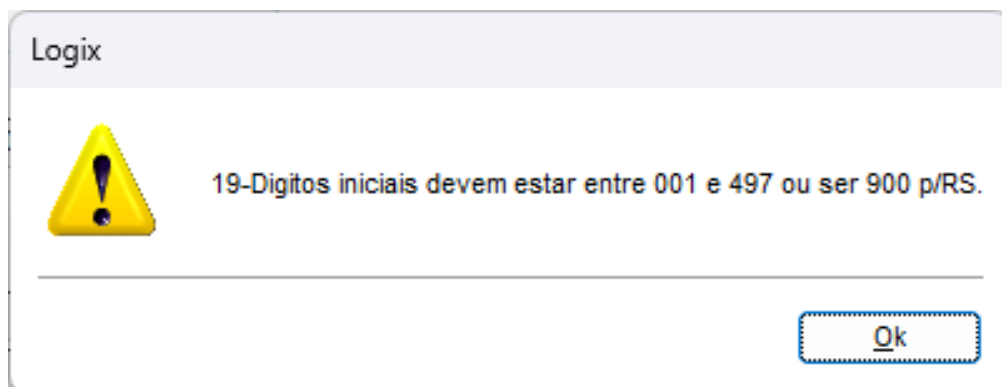 Logix
19-Digitos iniciais devem estar entre 001 e 497 ou ser 900 p/RS.
Ok